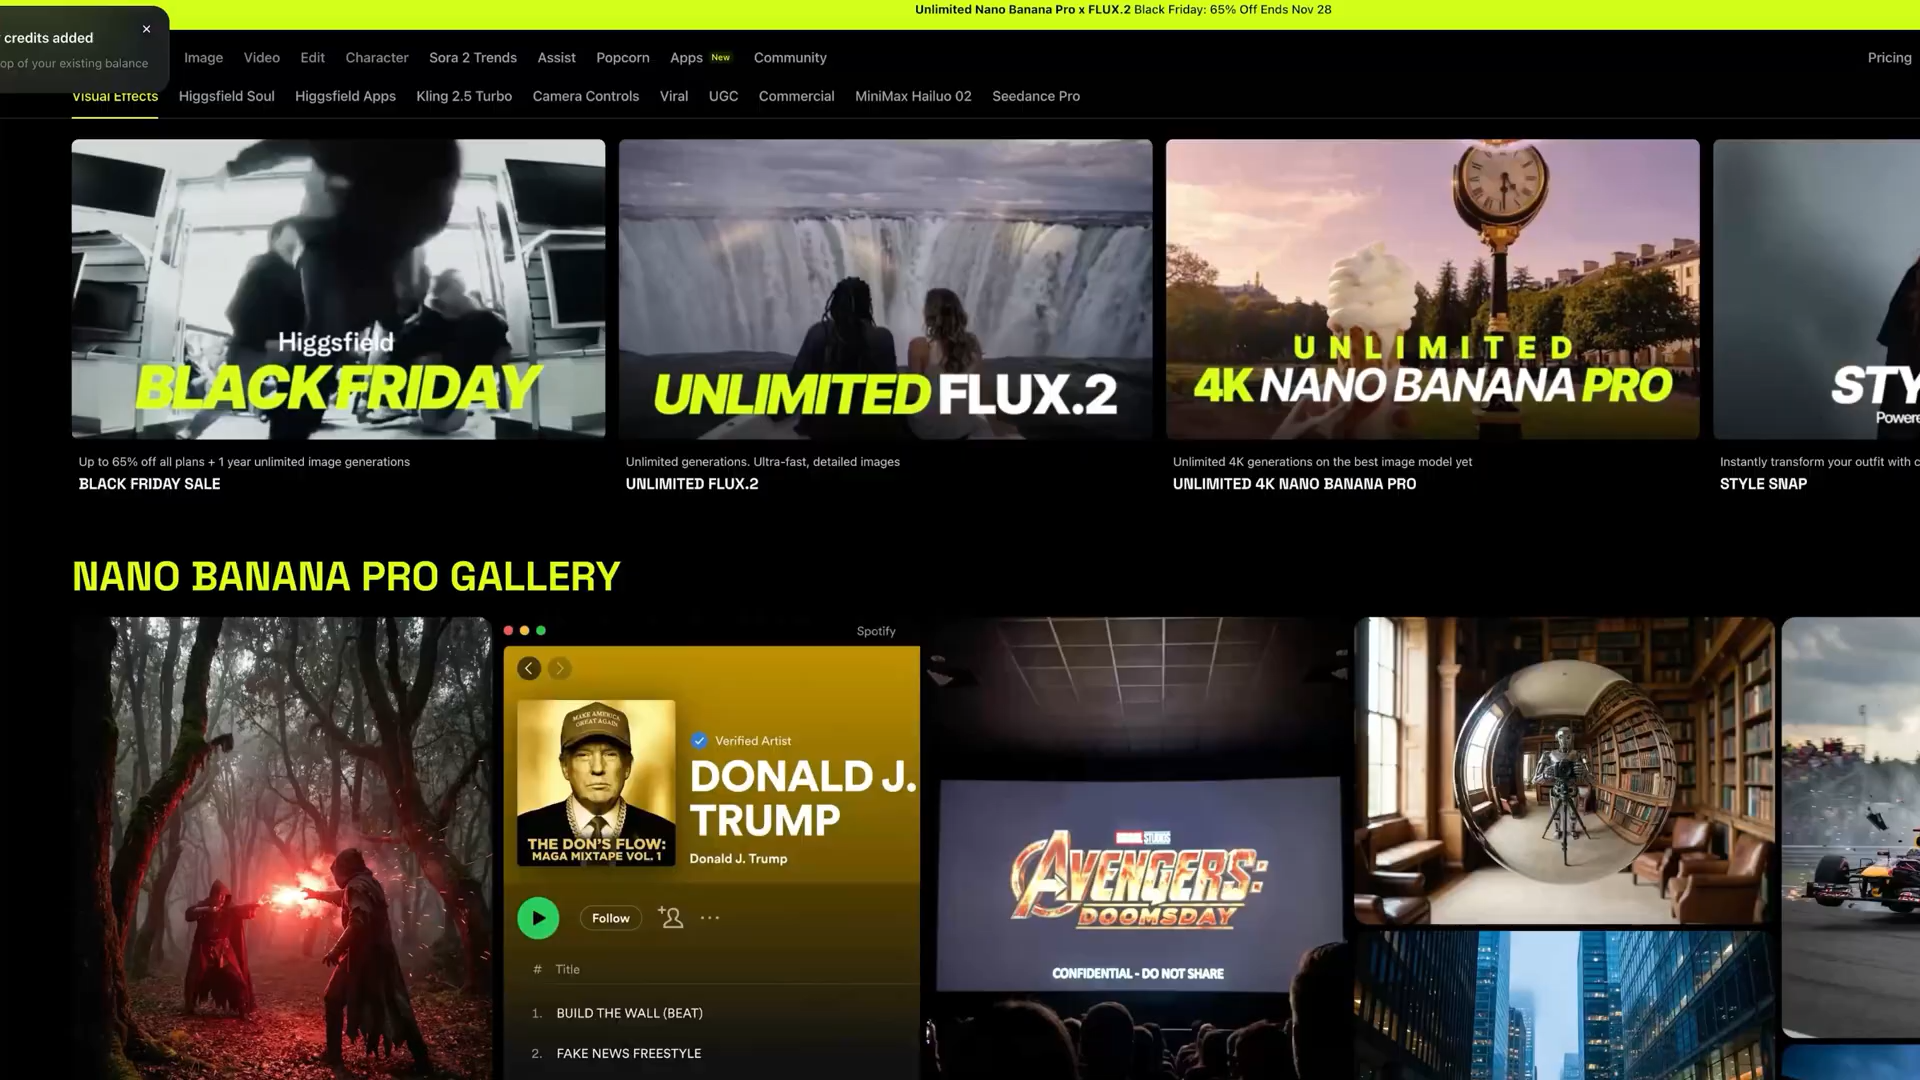 Unlimited Nano Banana Pro x FLUX.2 Black Friday: 65% Off Ends Nov 28
credits added
op of your existing balance
Image Video Edit Character Sora 2 Trends Assist Popcorn Apps New Community Pricing
Visual Effects Higgsfield Soul Higgsfield Apps Kling 2.5 Turbo Camera Controls Viral UGC Commercial MiniMax Hailuo 02 Seedance Pro
Higgsfield
BLACK FRIDAY
UNLIMITED FLUX.2
UNLIMITED
4K NANO BANANA PRO
STY
Powere
Up to 65% off all plans + 1 year unlimited image generations
BLACK FRIDAY SALE
Unlimited generations. Ultra-fast, detailed images
UNLIMITED FLUX.2
Unlimited 4K generations on the best image model yet
UNLIMITED 4K NANO BANANA PRO
Instantly transform your outfit with c
STYLE SNAP
NANO BANANA PRO GALLERY
Spotify
MAKE AMERICA
GREAT AGAIN
THE DON'S FLOW:
MAGA MIXTAPE VOL. 1
Verified Artist
DONALD J.
TRUMP
Donald J. Trump
Follow
# Title
1. BUILD THE WALL (BEAT)
2. FAKE NEWS FREESTYLE
MARVEL STUDIOS
AVENGERS:
DOOMSDAY
CONFIDENTIAL - DO NOT SHARE